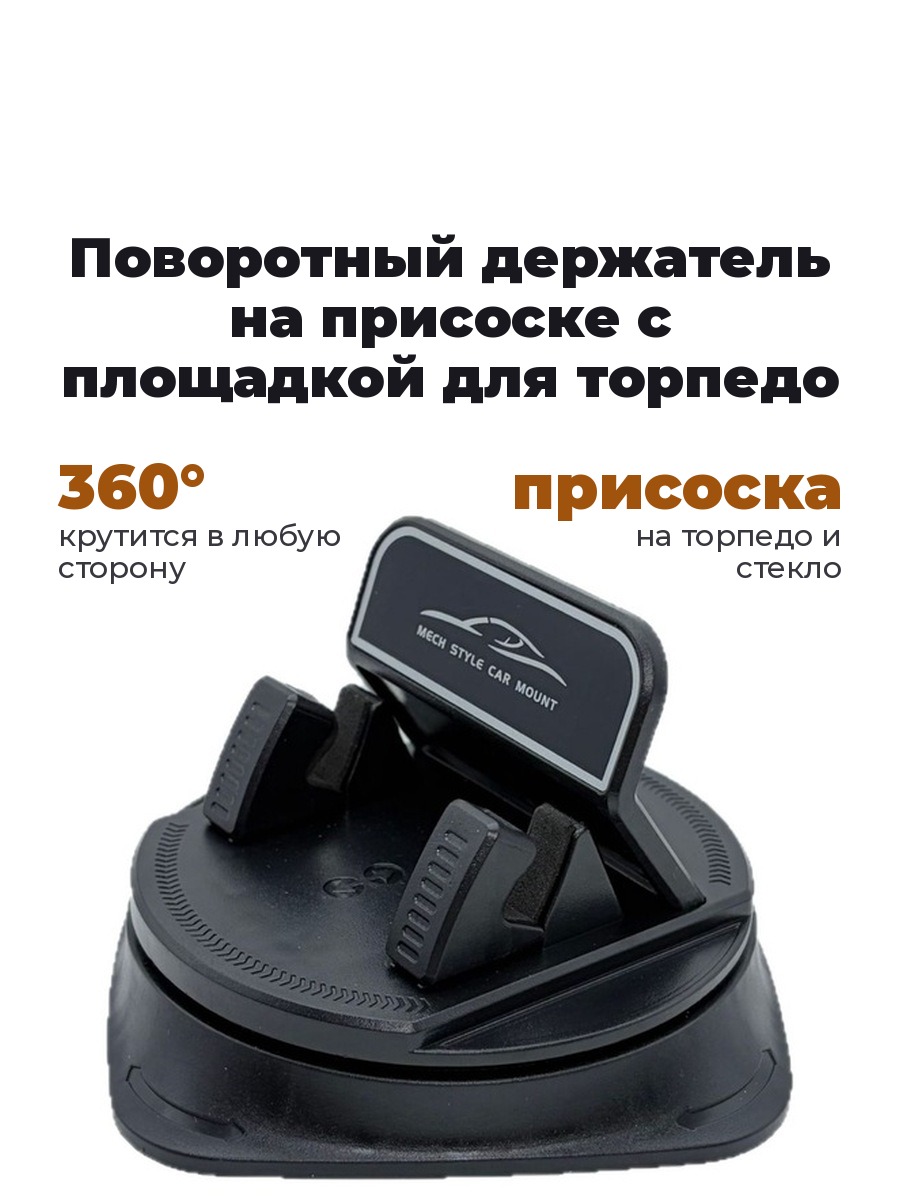 Поворотный держатель
на присоске с
площадкой для торпедо
360°
крутится в любую
сторону
присоска
на торпедо и
стекло
MECH STYLE CAR MOUNT